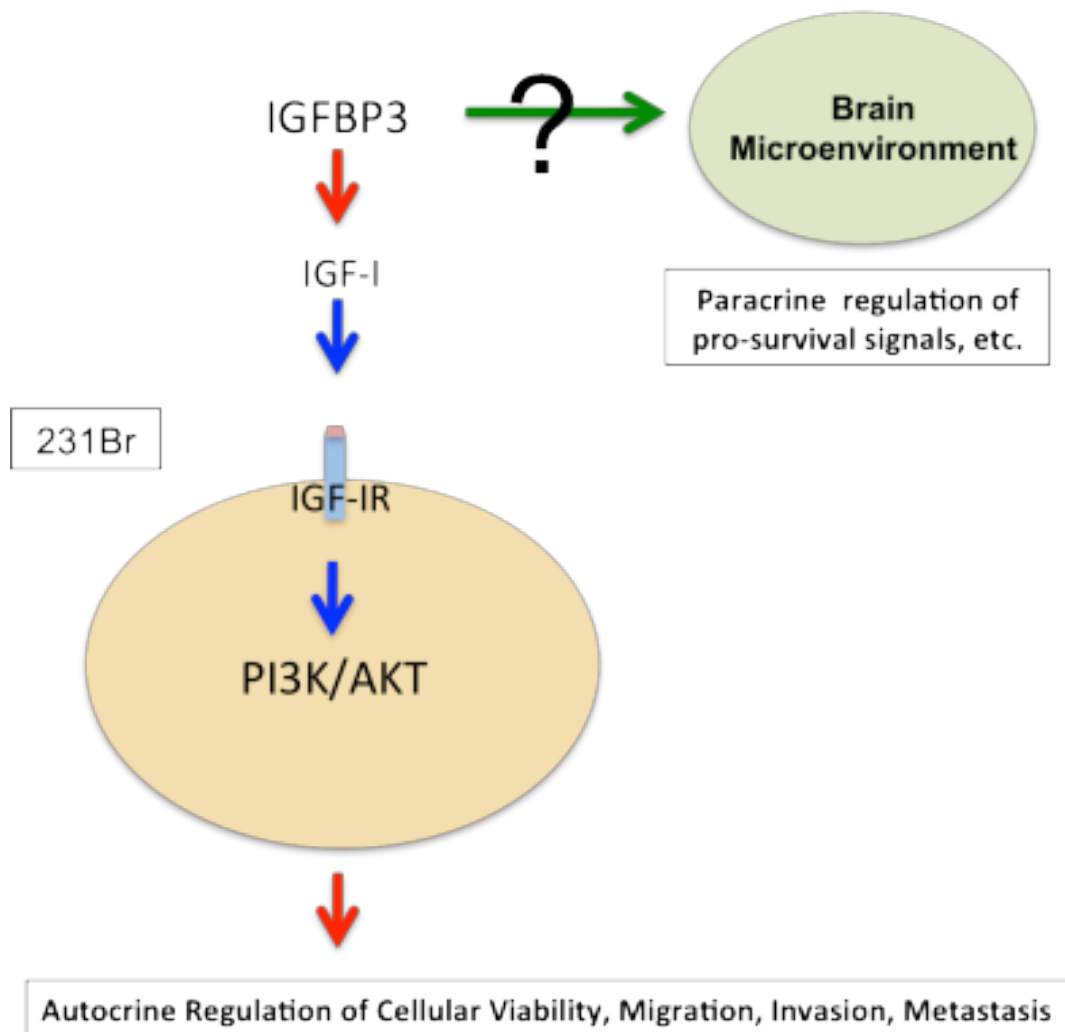 IGFBP3
?
Brain
Microenvironment
IGF-I
Paracrine regulation of
pro-survival signals, etc.
231Br
IGF-IR
PI3K/AKT
Autocrine Regulation of Cellular Viability, Migration, Invasion, Metastasis